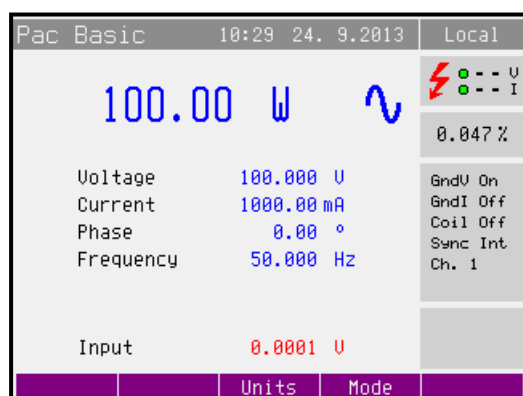 Pac Basic 10:29 24. 9.2013 Local
-- V
-- I
100.00 W
0.047%
Voltage 100.000 V
Current 1000.00 mA
Phase 0.00 °
Frequency 50.000 Hz
GndV On
GndI Off
Coil Off
Sync Int
Ch. 1
Input 0.0001 V
Units Mode